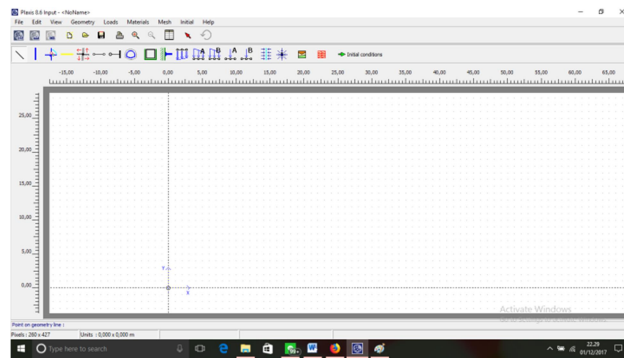 Plaxis 8.6 Input - <NoName>
File Edit View Geometry Loads Materials Mesh Initial Help
A B A B Initial conditions
-15,00 -10,00 -5,00 0,00 5,00 10,00 15,00 20,00 25,00 30,00 35,00 40,00 45,00 50,00 55,00 60,00 65,00
25,00
20,00
15,00
10,00
5,00
Y
0,00
X
Activate Windows
Point on geometry line :
Pixels : 260 x 427 Units : 0,000 x 0,000 m
Type here to search
22.29
01/12/2017